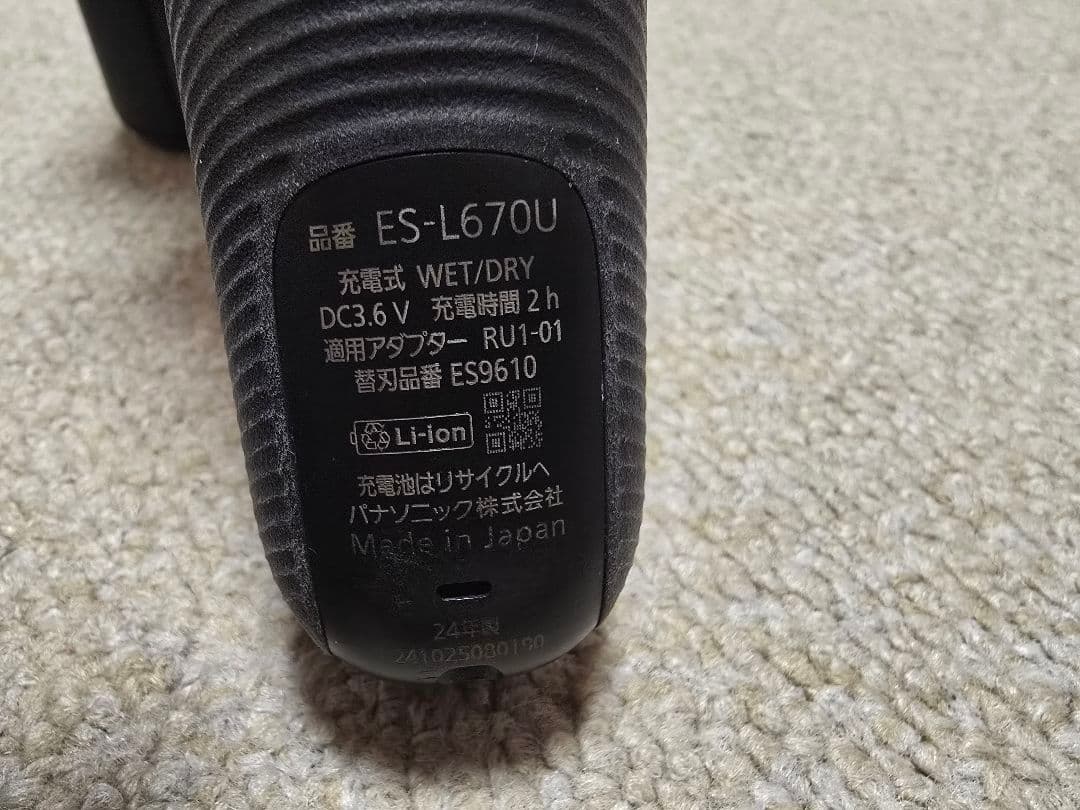 品番 ES-L670U
充電式 WET/DRY
DC3.6 V 充電時間 2 h
適用アダプター RU1-01
替刃品番 ES9610
Li-ion
充電池はリサイクルへ
パナソニック株式会社
Made in Japan
24年製
241025080190